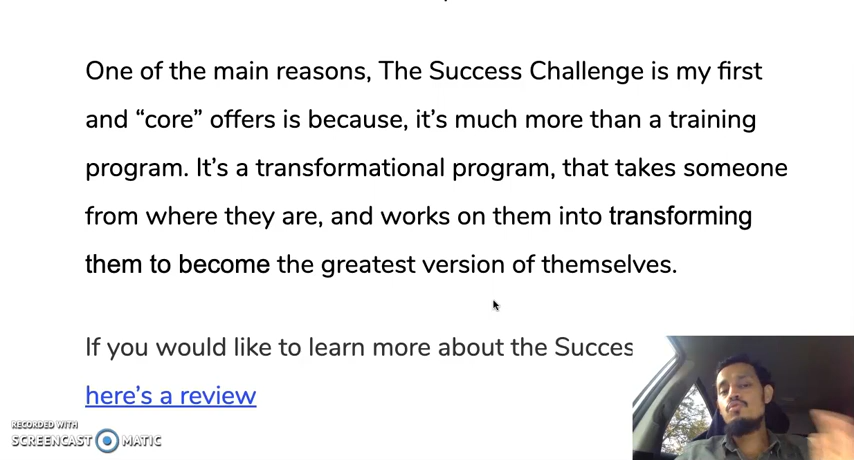 One of the main reasons, The Success Challenge is my first
and “core” offers is because, it’s much more than a training
program. It’s a transformational program, that takes someone
from where they are, and works on them into transforming
them to become the greatest version of themselves.
If you would like to learn more about the Succes
here’s a review
RECORDED WITH
SCREENCAST MATIC